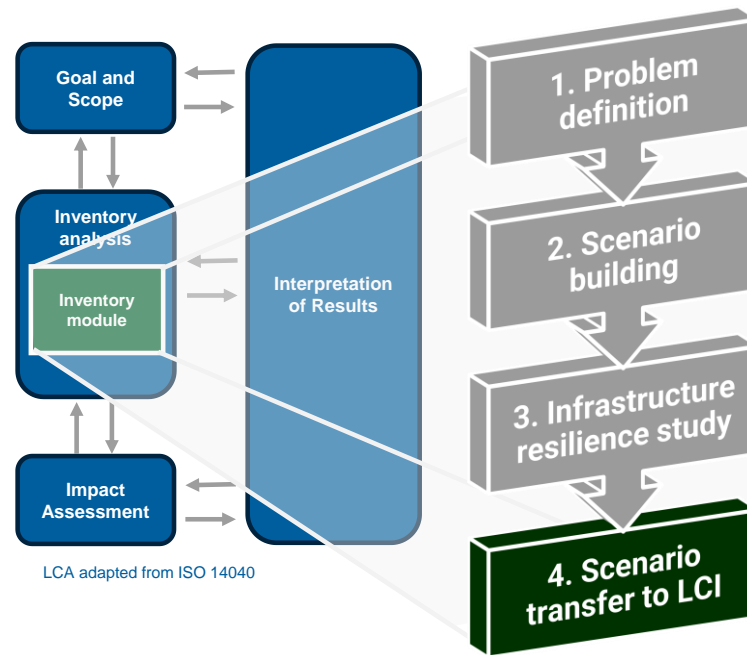 Goal and
Scope
Inventory
analysis
Inventory
module
Impact
Assessment
Interpretation
of Results
LCA adapted from ISO 14040
1. Problem
definition
2. Scenario
building
3. Infrastructure
resilience study
4. Scenario
transfer to LCI